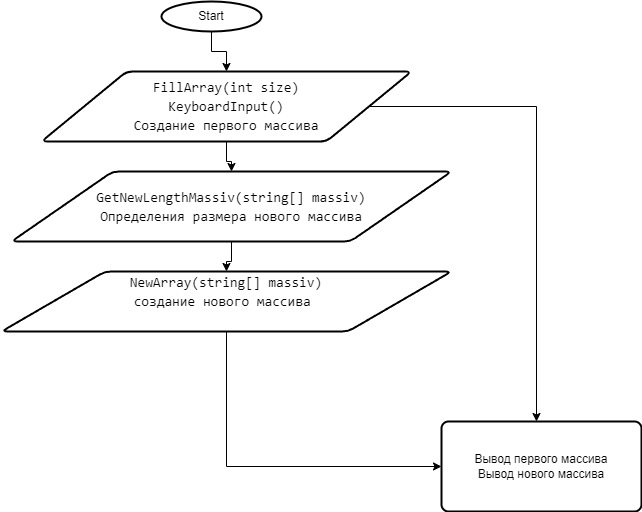 Start
FillArray(int size)
KeyboardInput()
Создание первого массива
GetNewLengthMassiv(string[] massiv)
Определения размера нового массива
NewArray(string[] massiv)
создание нового массива
Вывод первого массива
Вывод нового массива